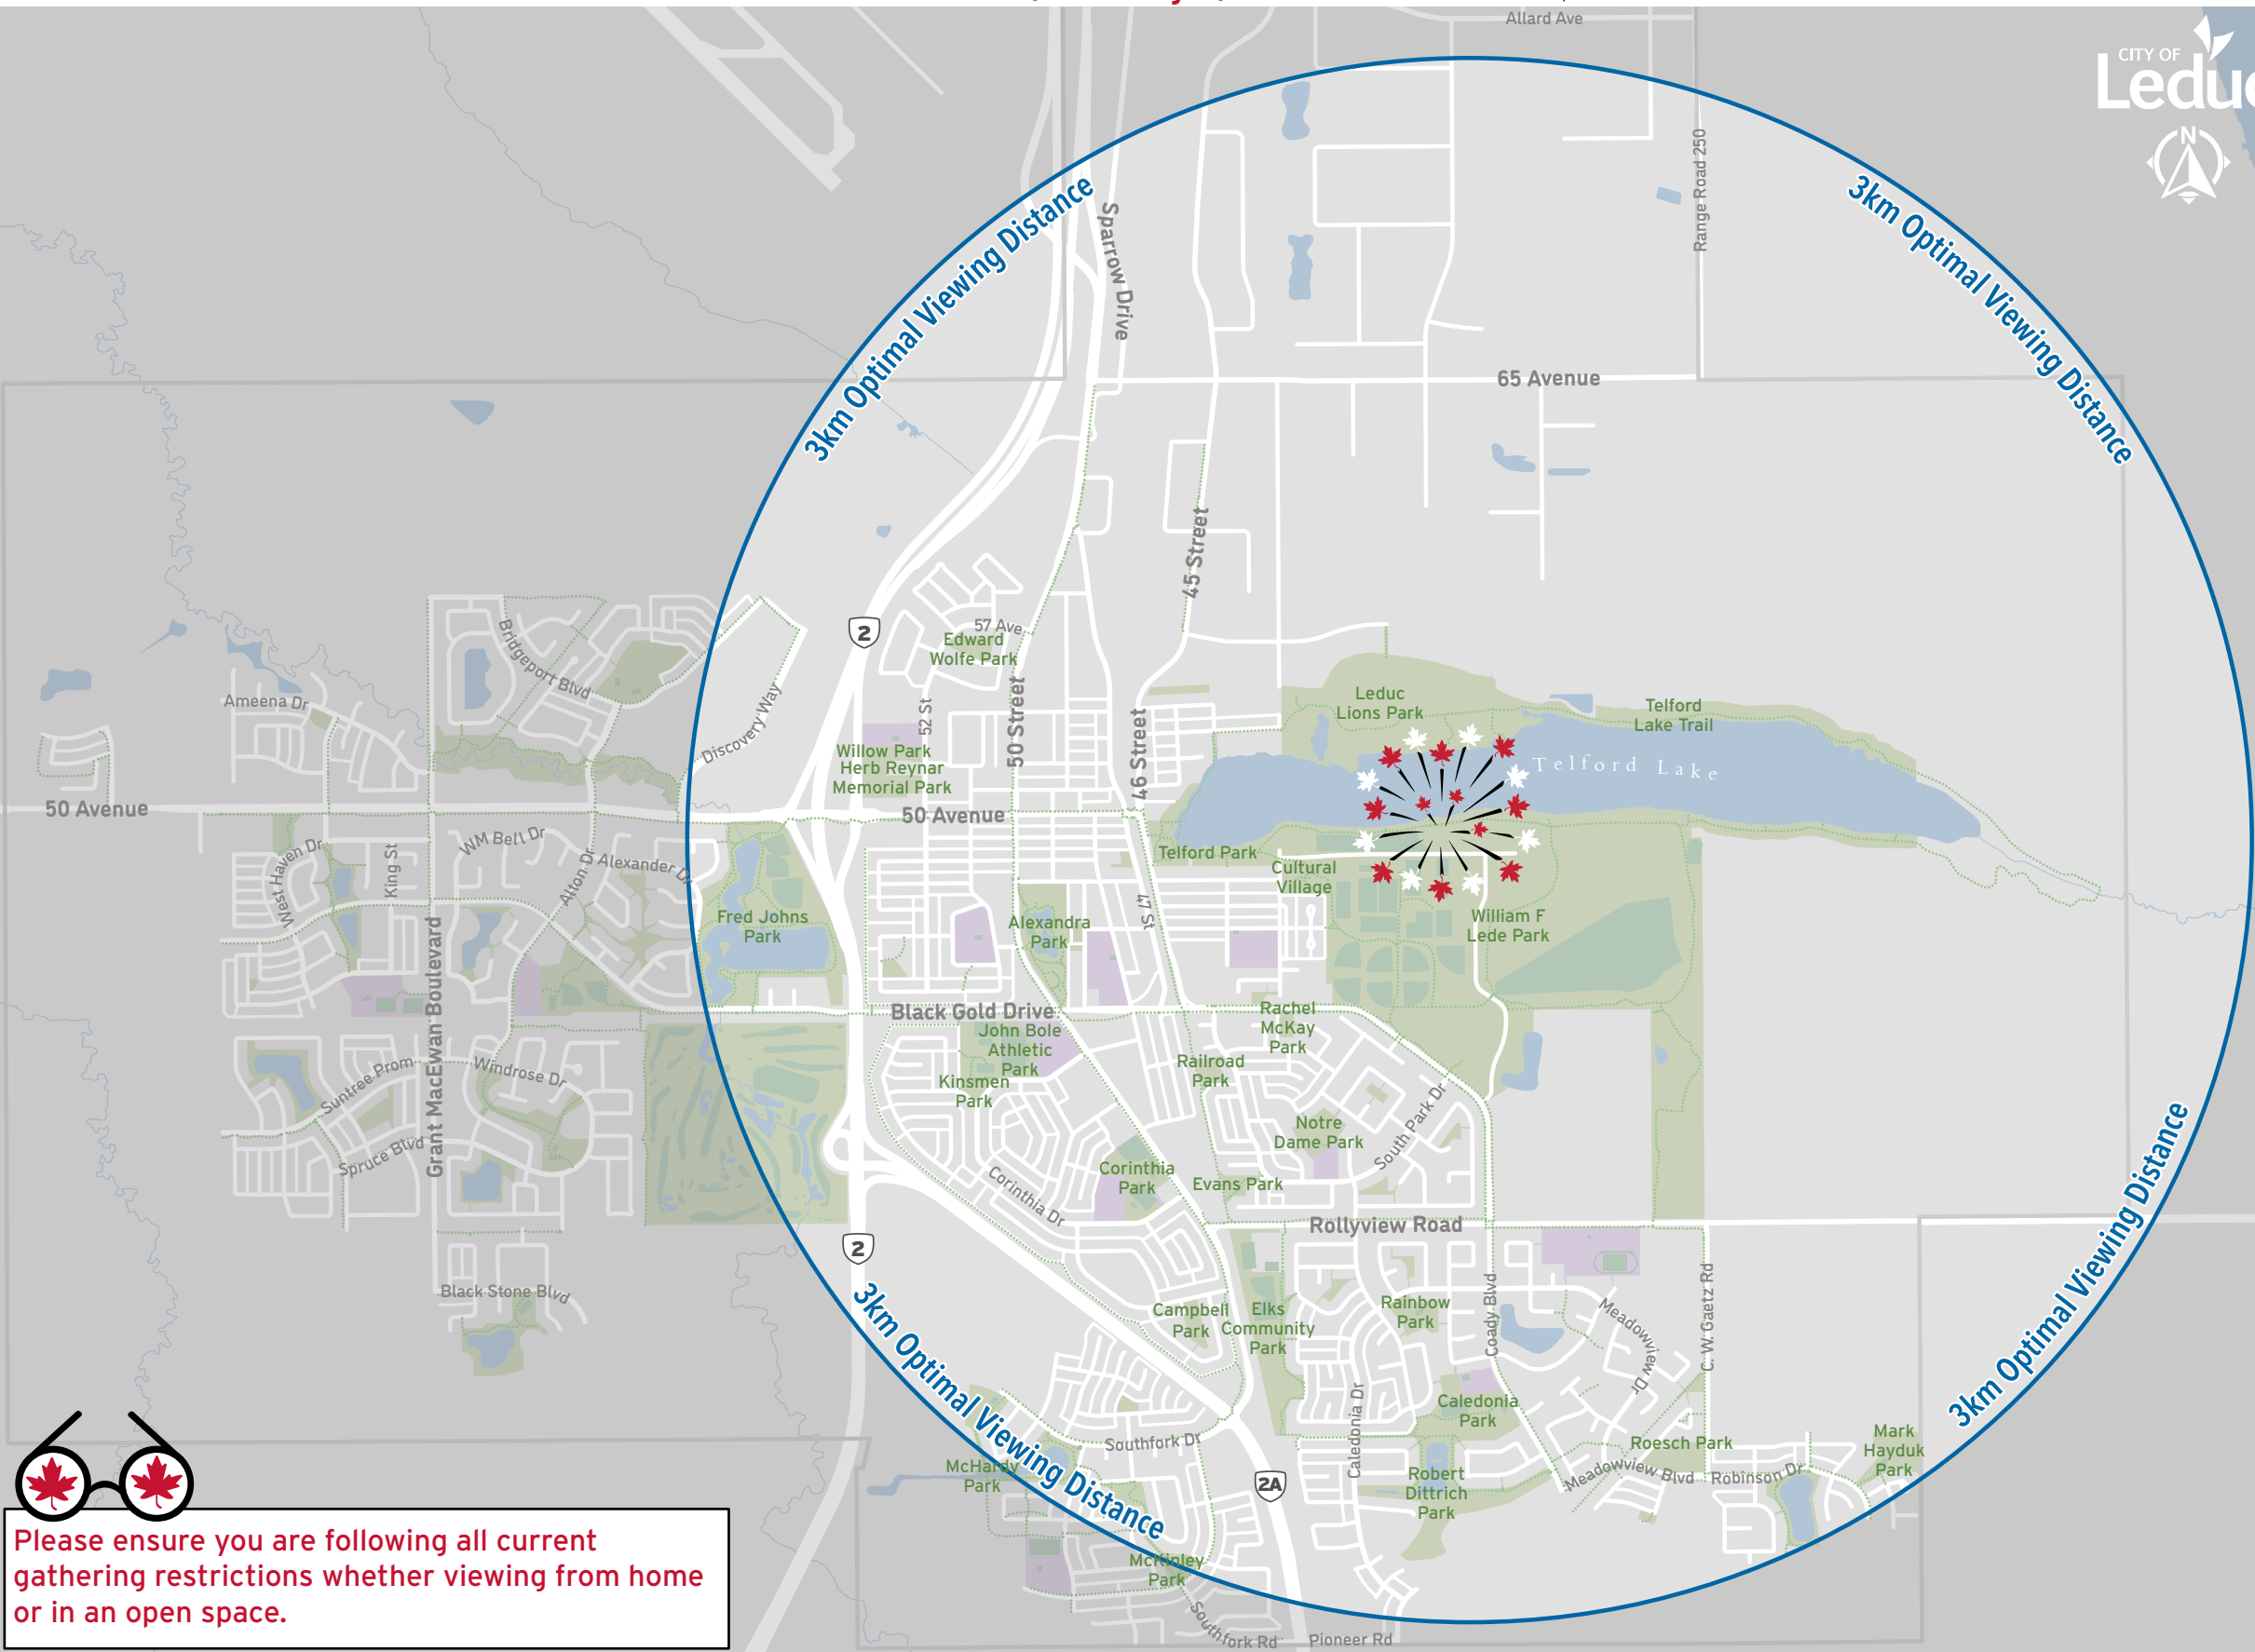 Allard Ave
CITY OF
Leduc
N
Range Road 250
3km Optimal Viewing Distance
3km Optimal Viewing Distance
Sparrow Drive
65 Avenue
45 Street
2
57 Ave
Edward
Wolfe Park
Bridgeport Blvd
Ameena Dr
Discovery Way
52 St
50 Street
46 Street
Leduc
Lions Park
Telford
Lake Trail
Telford Lake
Willow Park
Herb Reynar
Memorial Park
50 Avenue
50 Avenue
Telford Park
Cultural
Village
West Haven Dr
King St
WM Bell Dr
Alton Dr
Alexander Dr
Fred Johns
Park
Alexandra
Park
47 St
William F
Lede Park
Grant MacEwan Boulevard
Black Gold Drive
John Bole
Athletic
Park
Kinsmen
Park
Rachel
McKay
Park
Railroad
Park
Suntree Prom
Windrose Dr
Spruce Blvd
Notre
Dame Park
South Park Dr
Corinthia
Park
Evans Park
Corinthia Dr
Rollyview Road
2
Black Stone Blvd
Campbell
Park
Elks
Community
Park
Rainbow
Park
Coady Blvd
Meadowview Dr
C. W. Gaetz Rd
3km Optimal Viewing Distance
3km Optimal Viewing Distance
Caledonia
Park
Caledonia Dr
Southfork Dr
McHardy
Park
2A
Robert
Dittrich
Park
Roesch Park
Meadowview Blvd
Robinson Dr
Mark
Hayduk
Park
McKinley
Park
Southfork Rd
Pioneer Rd
Please ensure you are following all current
gathering restrictions whether viewing from home
or in an open space.